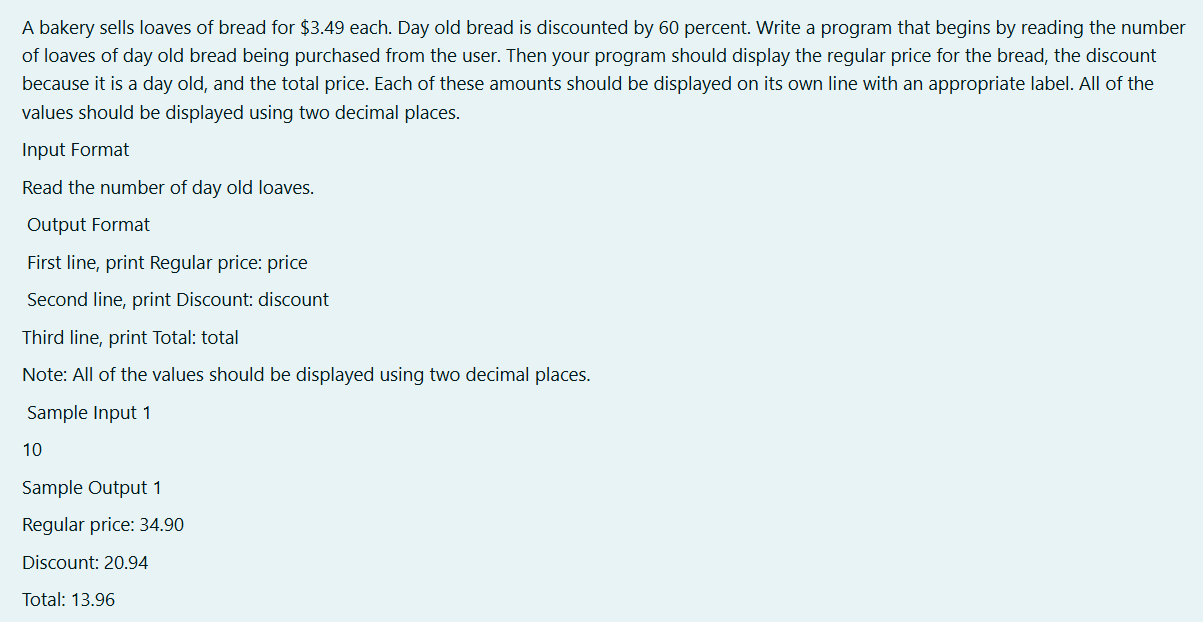 A bakery sells loaves of bread for $3.49 each. Day old bread is discounted by 60 percent. Write a program that begins by reading the number
of loaves of day old bread being purchased from the user. Then your program should display the regular price for the bread, the discount
because it is a day old, and the total price. Each of these amounts should be displayed on its own line with an appropriate label. All of the
values should be displayed using two decimal places.
Input Format
Read the number of day old loaves.
Output Format
First line, print Regular price: price
Second line, print Discount: discount
Third line, print Total: total
Note: All of the values should be displayed using two decimal places.
Sample Input 1
10
Sample Output 1
Regular price: 34.90
Discount: 20.94
Total: 13.96